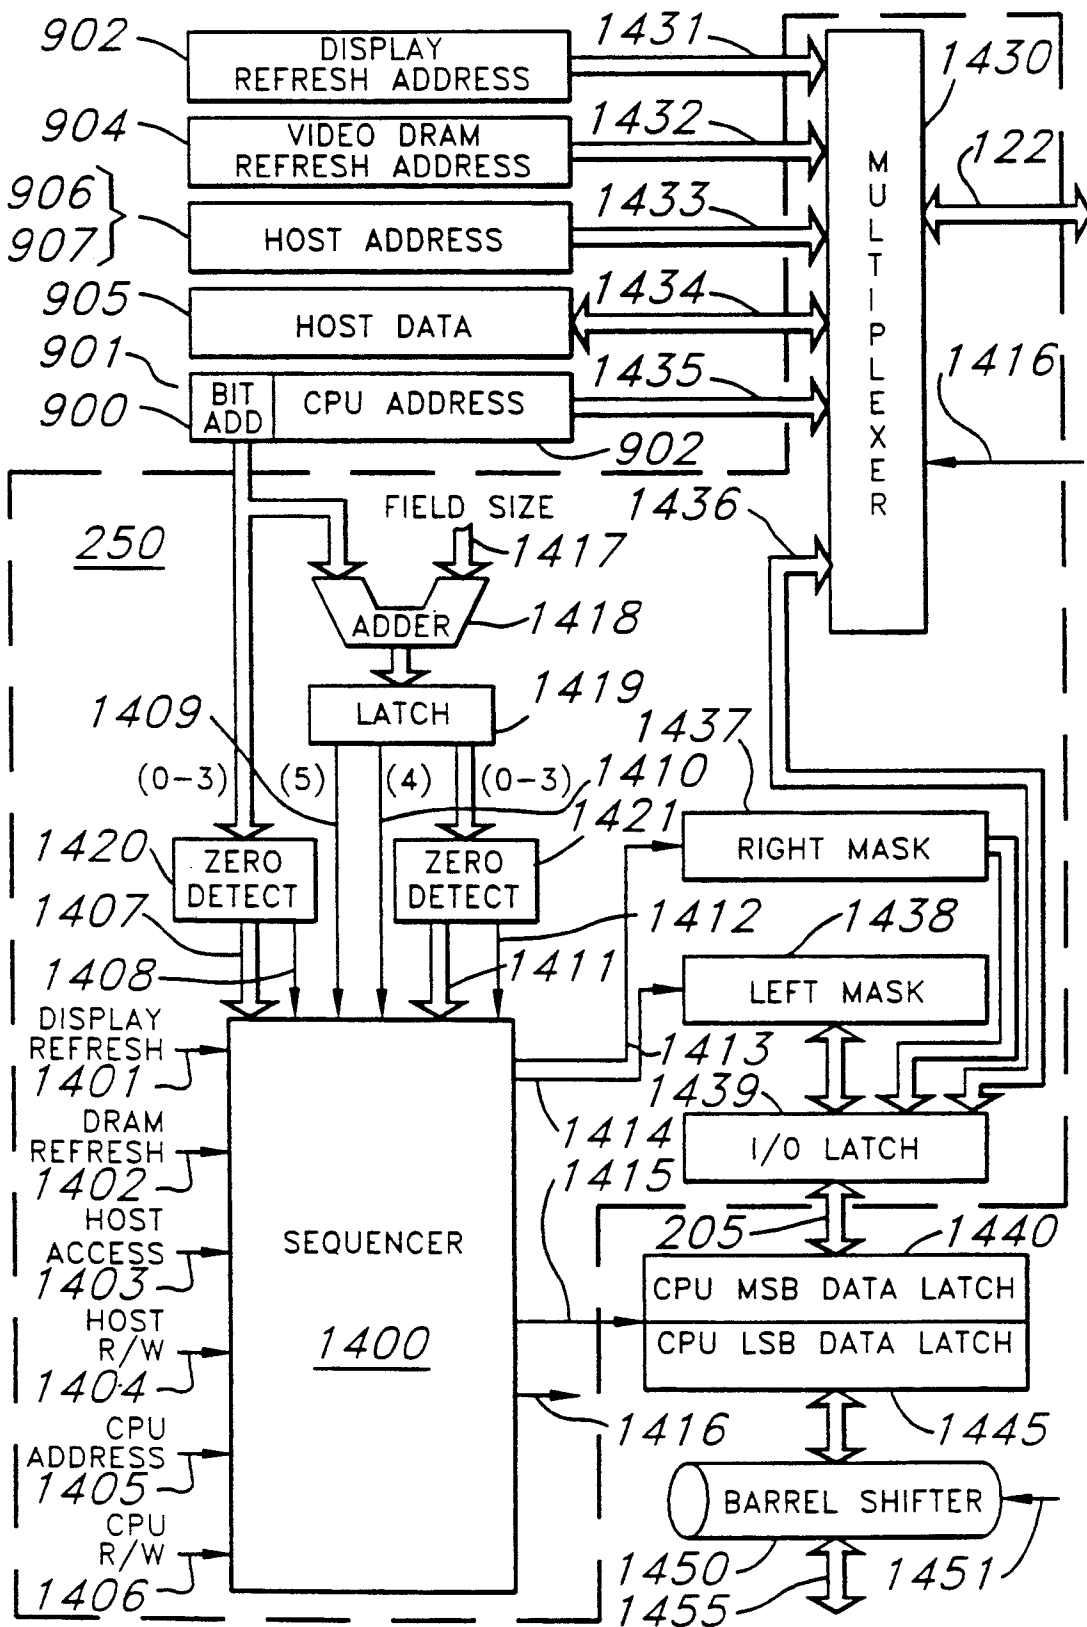 902
DISPLAY
REFRESH ADDRESS
1431
1430
904
VIDEO DRAM
REFRESH ADDRESS
1432
122
906
907
HOST ADDRESS
1433
MULTIPLEXER
905
HOST DATA
1434
901
900
BIT
ADD
CPU ADDRESS
1435
902
1416
1436
250
FIELD SIZE
1417
ADDER
1418
1409
LATCH
1419
1437
(0-3)
(5)
(4)
(0-3)
1410
1420
ZERO
DETECT
ZERO
DETECT
1421
RIGHT MASK
1407
1408
1412
1411
1438
LEFT MASK
DISPLAY
REFRESH
1401
1413
1439
DRAM
REFRESH
1402
1414
1415
I/O LATCH
HOST
ACCESS
1403
SEQUENCER
1400
205
1440
CPU MSB DATA LATCH
CPU LSB DATA LATCH
HOST
R/W
1404
1416
1445
CPU
ADDRESS
1405
BARREL SHIFTER
CPU
R/W
1406
1450
1451
1455